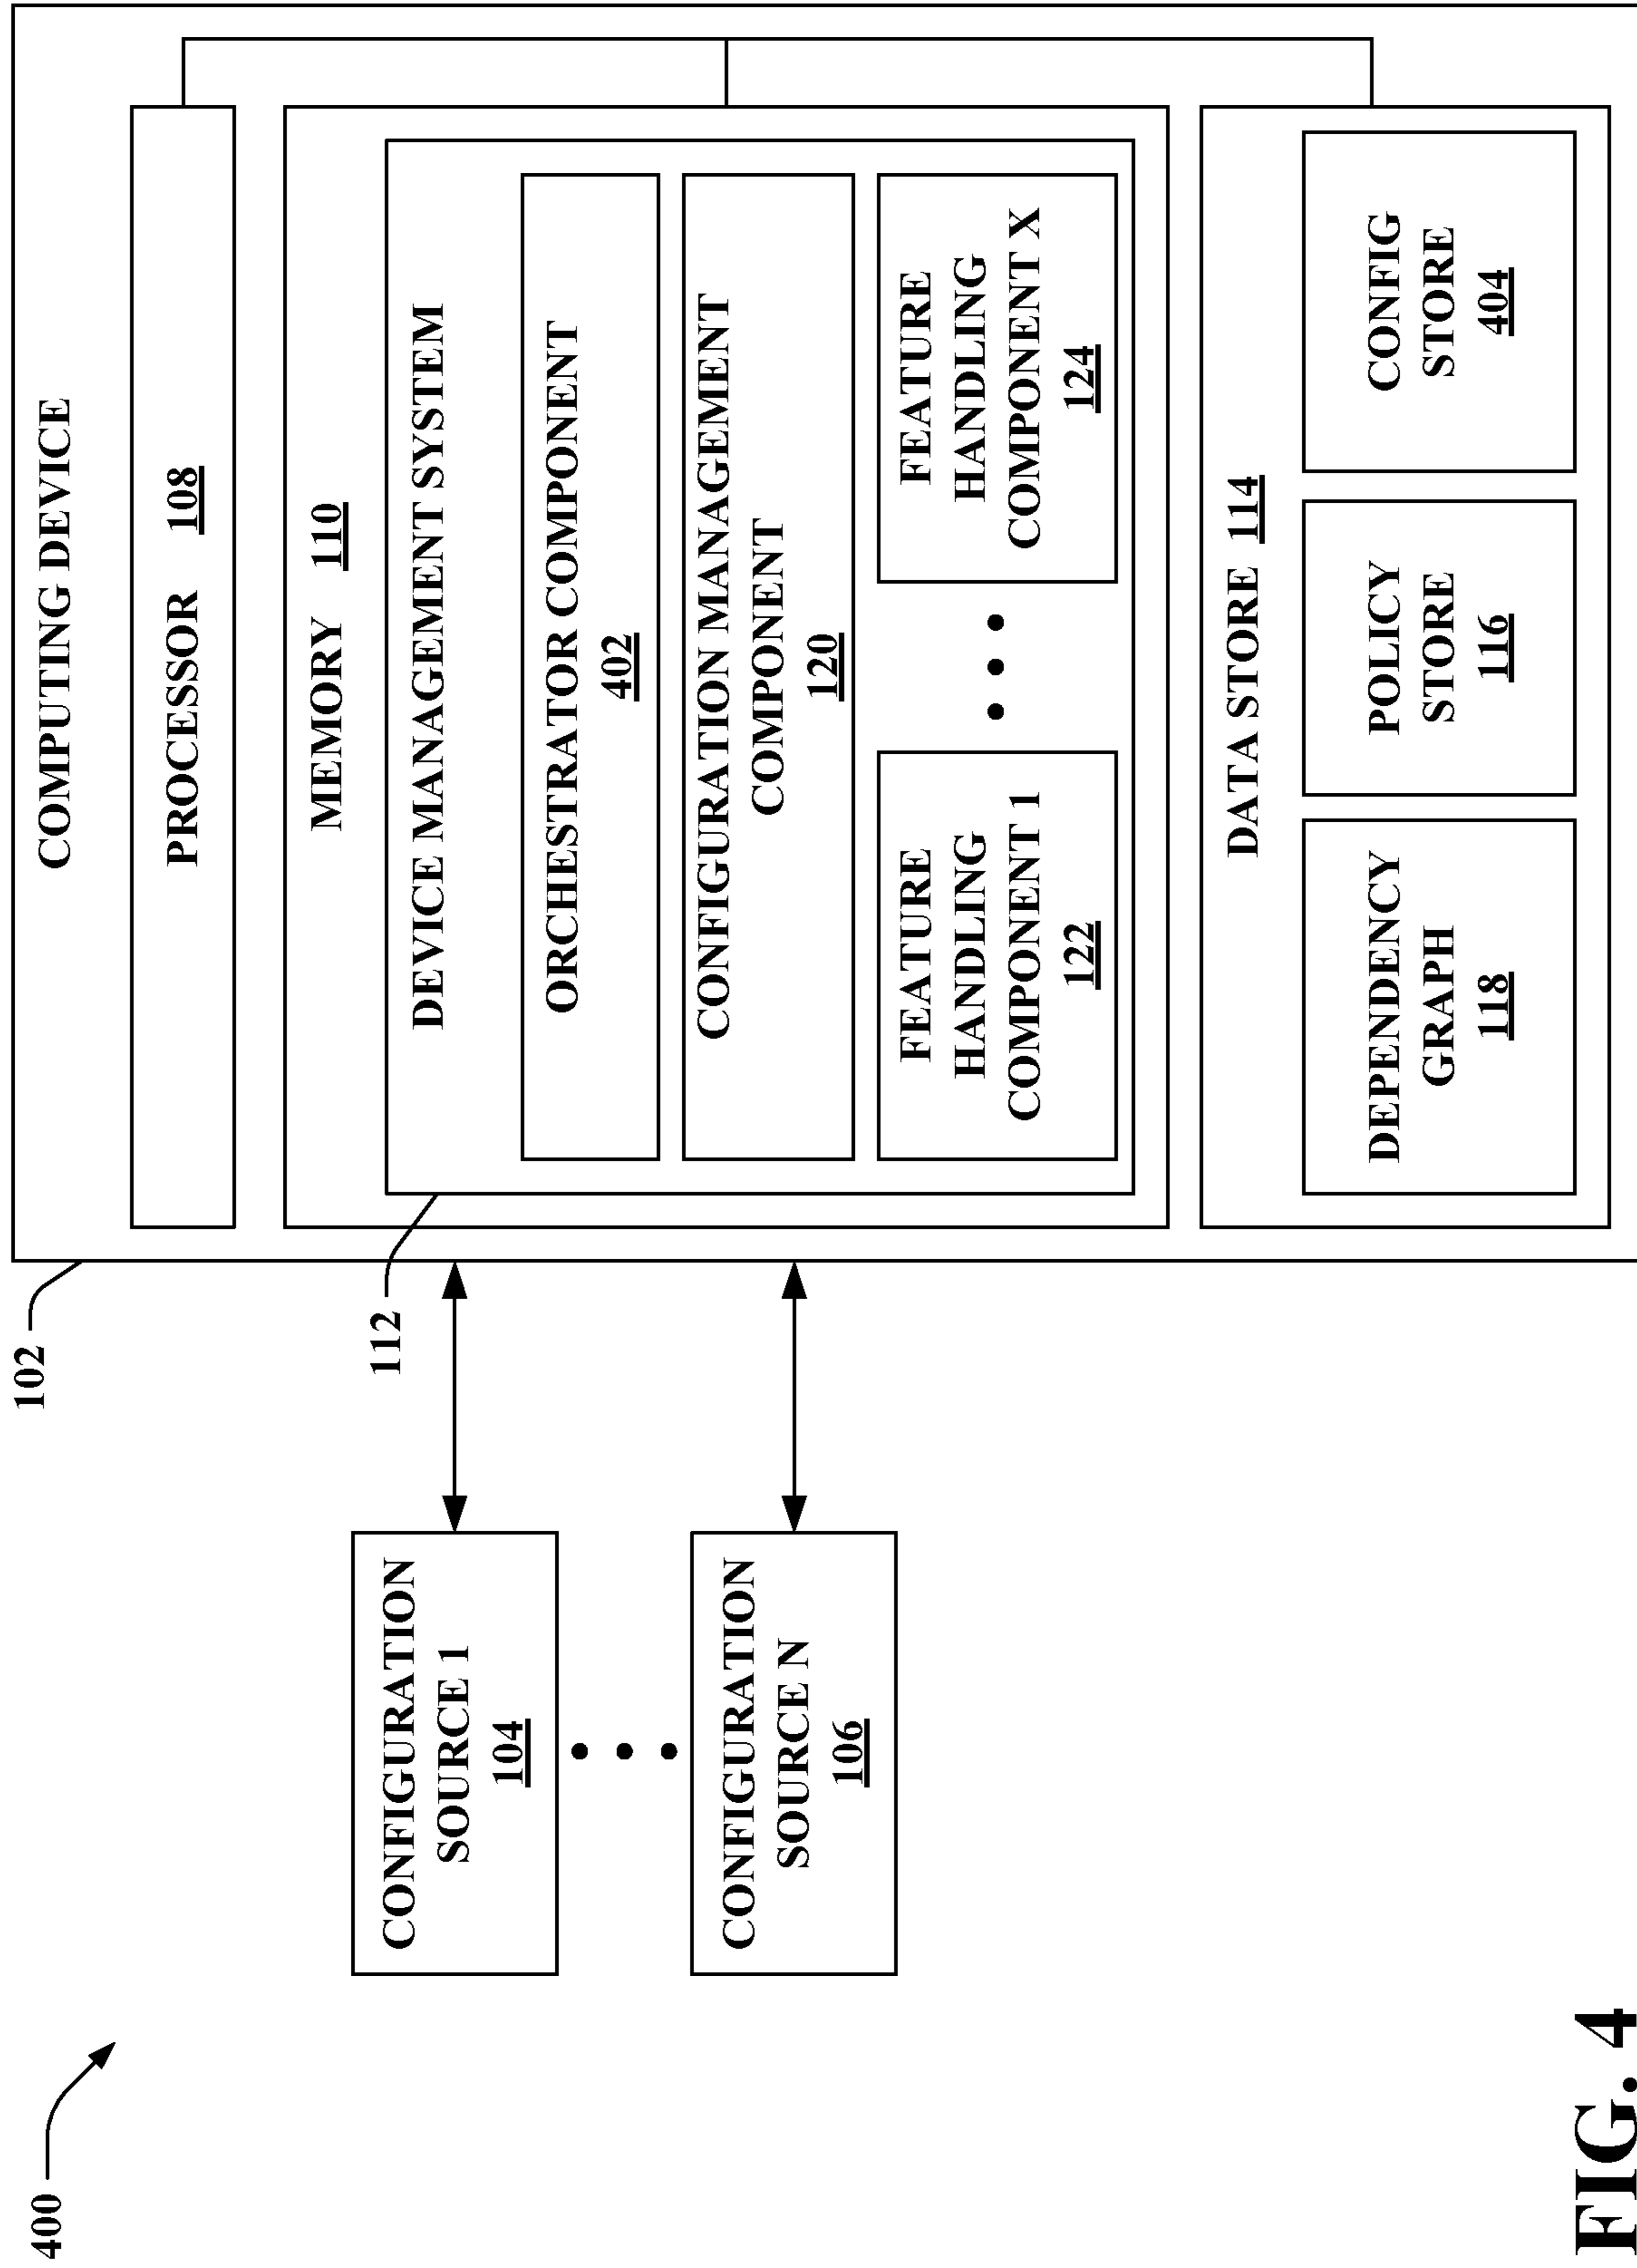 400
102
COMPUTING DEVICE
PROCESSOR 108
MEMORY 110
112
DEVICE MANAGEMENT SYSTEM
ORCHESTRATOR COMPONENT
402
CONFIGURATION MANAGEMENT
COMPONENT
120
FEATURE
HANDLING
COMPONENT 1
122
FEATURE
HANDLING
COMPONENT X
124
CONFIGURATION
SOURCE 1
104
CONFIGURATION
SOURCE N
106
DATA STORE 114
DEPENDENCY
GRAPH
118
POLICY
STORE
116
CONFIG
STORE
404
FIG. 4